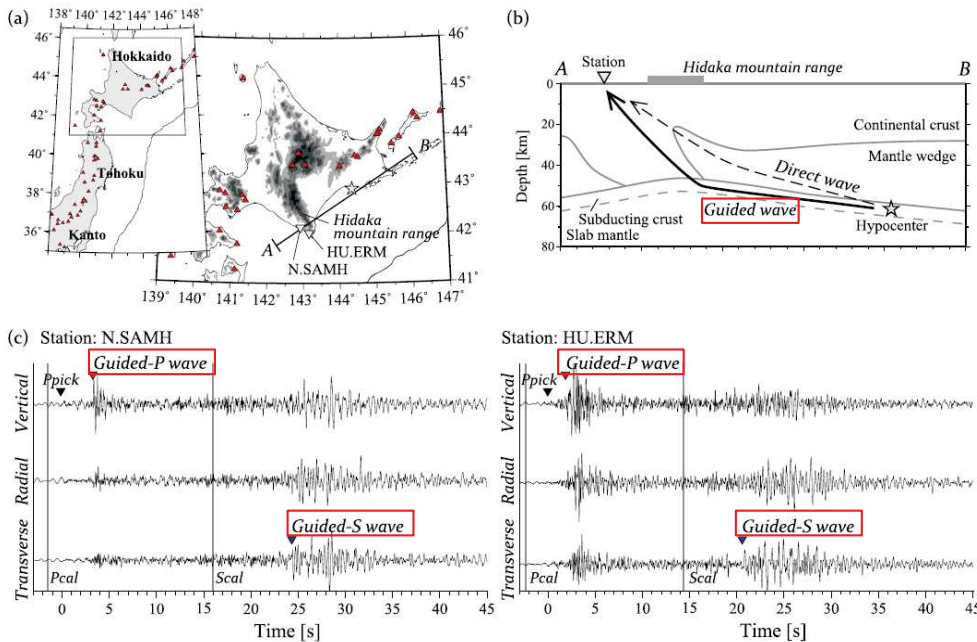 (a)
140° 142° 144° 146° 148°
46°
44°
42°
40°
38°
36°
Hokkaido
Tohoku
Kanto
46°
45°
44°
43°
42°
41°
139° 140° 141° 142° 143° 144° 145° 146° 147°
A
B
Hidaka
mountain range
HU.ERM
N.SAMH
(b)
Station
A
Hidaka mountain range
B
Depth [km]
0
20
40
60
80
Continental crust
Mantle wedge
Direct wave
Guided wave
Hypocenter
Subducting crust
Slab mantle
(c) Station: N.SAMH
Guided-P wave
Ppick
Vertical
Radial
Transverse
Guided-S wave
Pcal
Scal
0 5 10 15 20 25 30 35 40 45
Time [s]
Station: HU.ERM
Guided-P wave
Ppick
Vertical
Radial
Transverse
Guided-S wave
Pcal
Scal
0 5 10 15 20 25 30 35 40 45
Time [s]